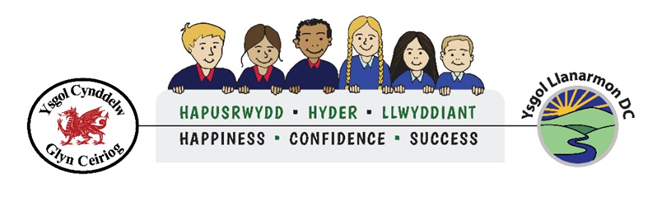 Ysgol Cynddelw
Glyn Ceiriog
HAPUSRWYDD ▪ HYDER ▪ LLWYDDIANT
HAPPINESS ▪ CONFIDENCE ▪ SUCCESS
Ysgol Llanarmon DC